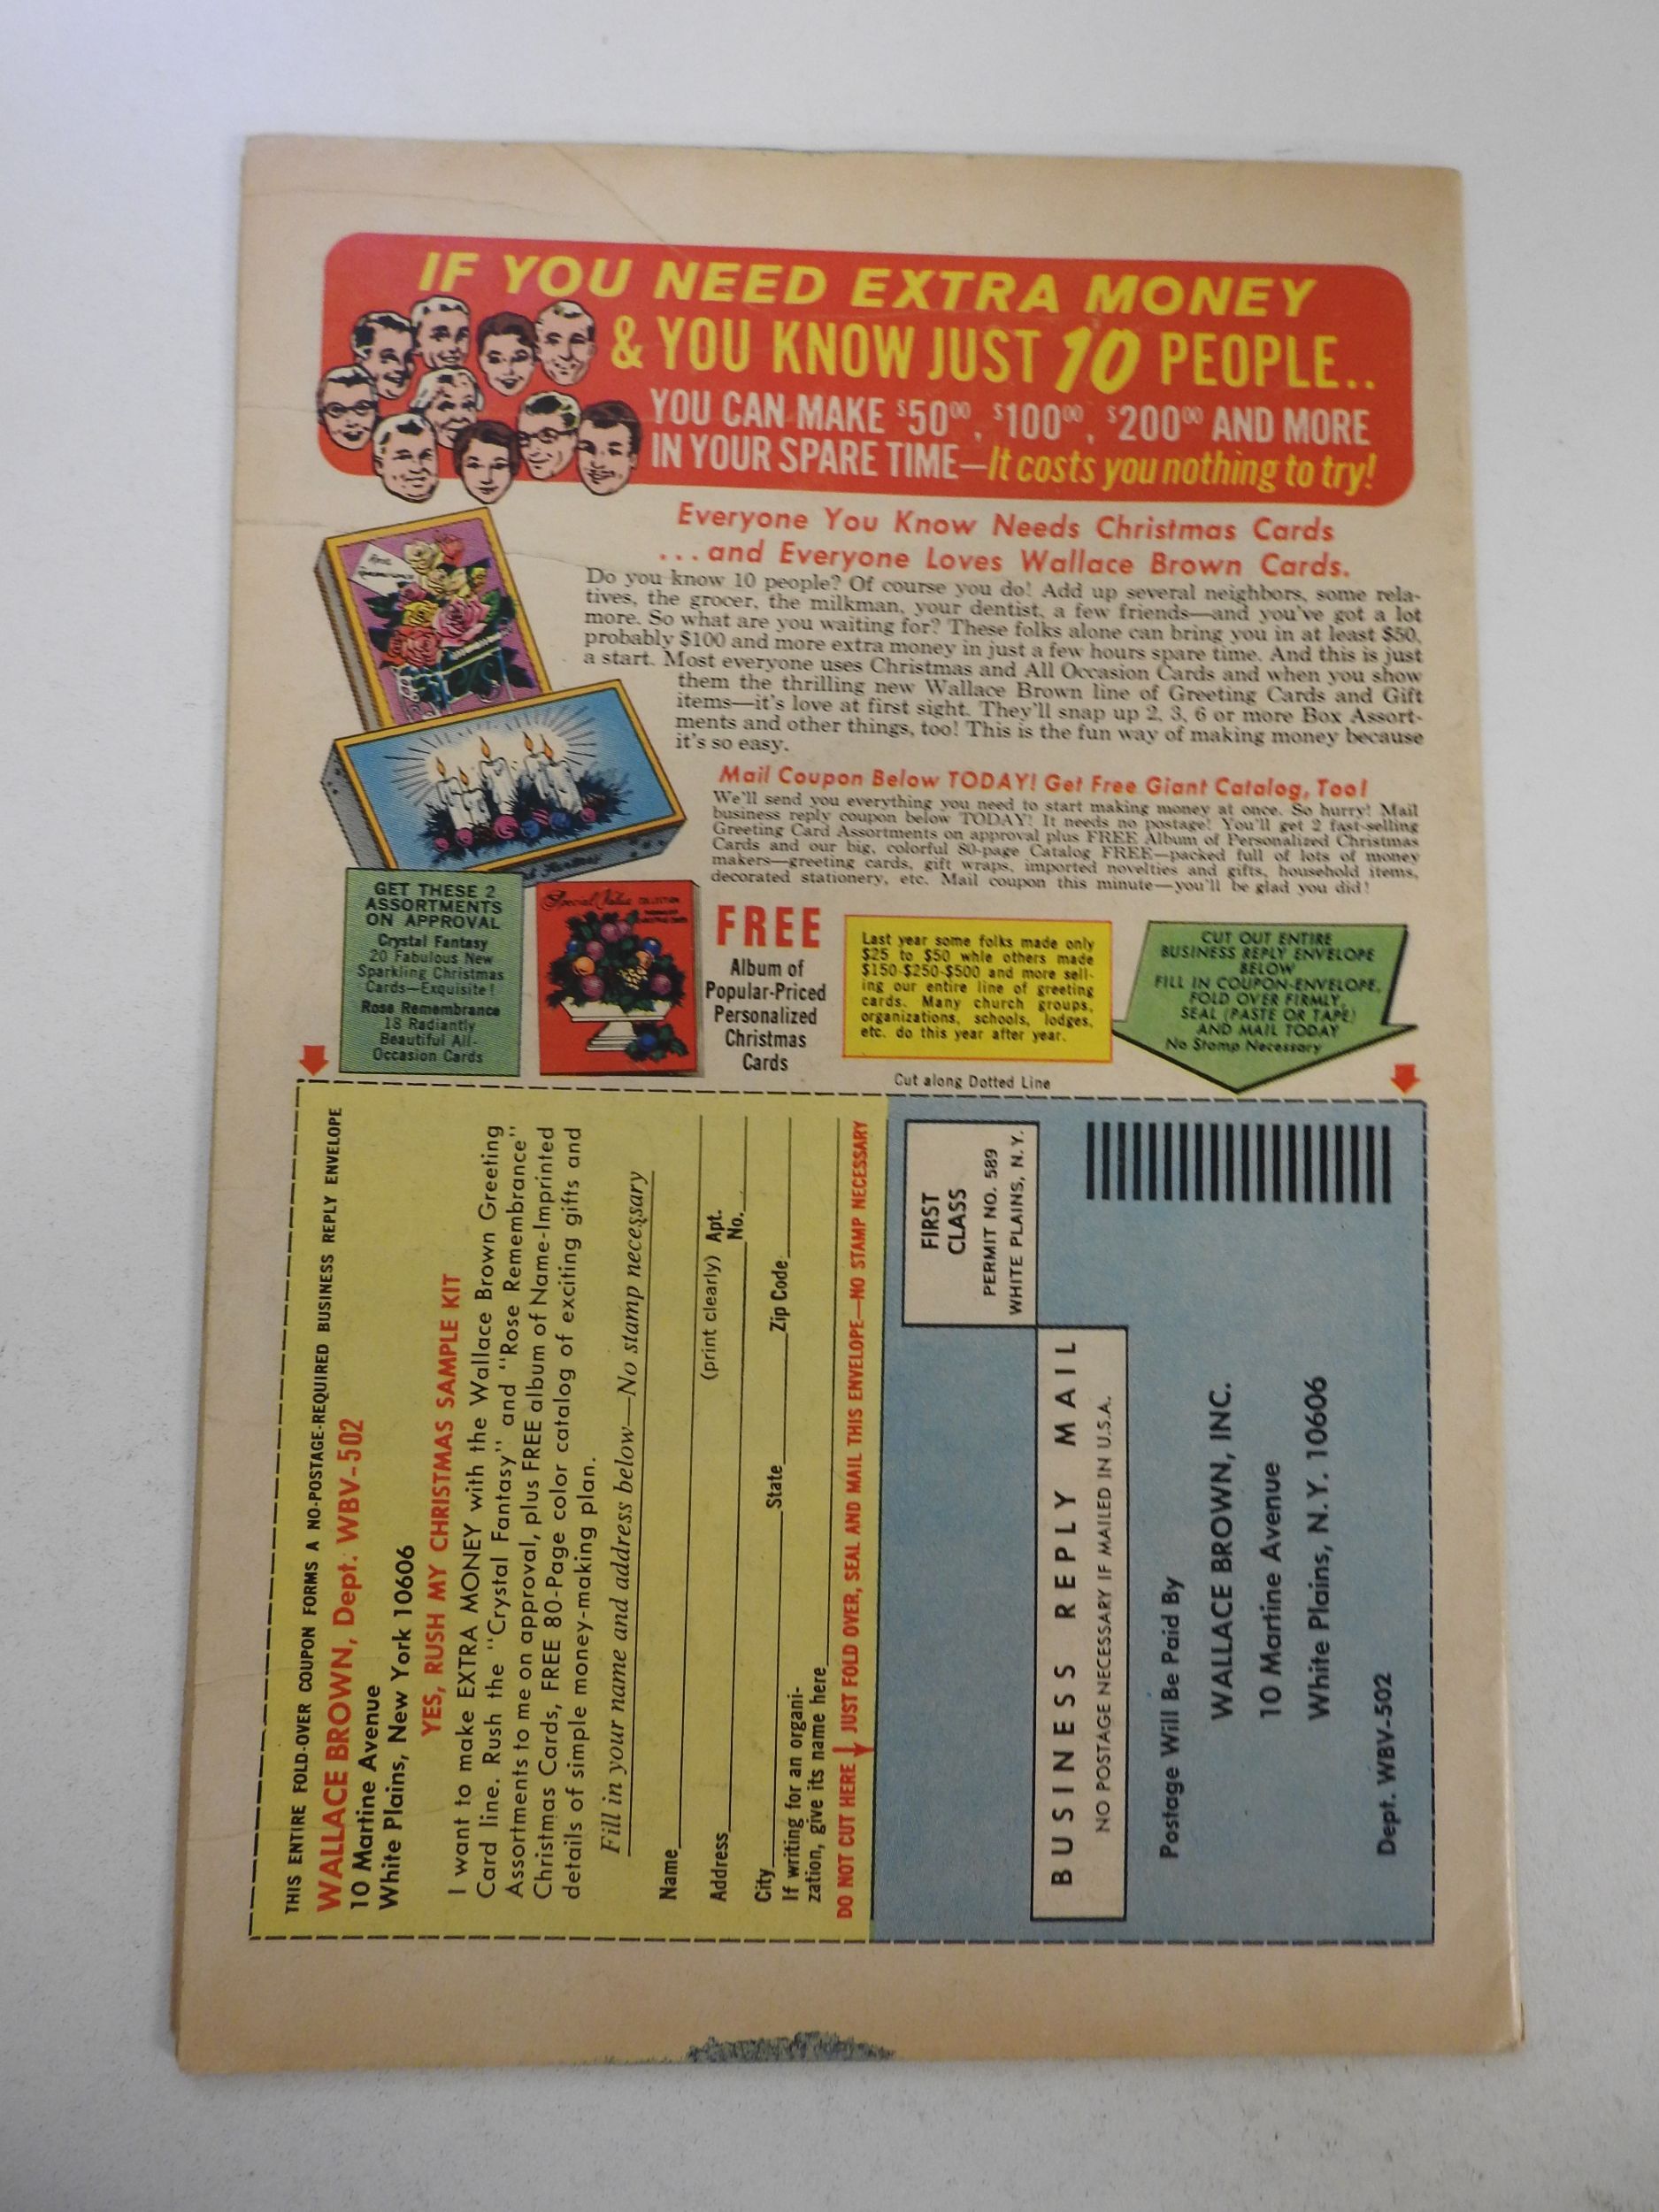 IF YOU NEED EXTRA MONEY
& YOU KNOW JUST 10 PEOPLE..
YOU CAN MAKE $50⁰⁰, $100⁰⁰, $200⁰⁰ AND MORE
IN YOUR SPARE TIME—It costs you nothing to try!
Everyone You Know Needs Christmas Cards
...and Everyone Loves Wallace Brown Cards.
Do you know 10 people? Of course you do! Add up several neighbors, some rela-
tives, the grocer, the milkman, your dentist, a few friends—and you've got a lot
more. So what are you waiting for? These folks alone can bring you in at least $50,
probably $100 and more extra money in just a few hours spare time. And this is just
a start. Most everyone uses Christmas and All Occasion Cards and when you show
them the thrilling new Wallace Brown line of Greeting Cards and Gift
items—it's love at first sight. They'll snap up 2, 3, 6 or more Box Assort-
ments and other things, too! This is the fun way of making money because
it's so easy.
Mail Coupon Below TODAY! Get Free Giant Catalog, Too!
We'll send you everything you need to start making money at once. So hurry! Mail
business reply coupon below TODAY! It needs no postage! You'll get 2 fast-selling
Greeting Card Assortments on approval plus FREE Album of Personalized Christmas
Cards and our big, colorful 80-page Catalog FREE—packed full of lots of money
makers—greeting cards, gift wraps, imported novelties and gifts, household items,
decorated stationery, etc. Mail coupon this minute—you'll be glad you did!
Rose
Remembrance
GET THESE 2
ASSORTMENTS
ON APPROVAL
Crystal Fantasy
20 Fabulous New
Sparkling Christmas
Cards—Exquisite!
Rose Remembrance
18 Radiantly
Beautiful All-
Occasion Cards
Special Value
FREE
Album of
Popular-Priced
Personalized
Christmas
Cards
Last year some folks made only
$25 to $50 whle others made
$150-$250-$500 and more sell-
ing our entire line of greeting
cards. Many church groups,
organizations, schools, lodges,
etc. do this year after year.
CUT OUT ENTIRE
BUSINESS REPLY ENVELOPE
BELOW
FILL IN COUPON-ENVELOPE,
FOLD OVER FIRMLY,
SEAL (PASTE OR TAPE)
AND MAIL TODAY
No Stamp Necessary
Cut along Dotted Line
THIS ENTIRE FOLD-OVER COUPON FORMS A NO-POSTAGE-REQUIRED BUSINESS REPLY ENVELOPE
WALLACE BROWN, Dept. WBV-502
10 Martine Avenue
White Plains, New York 10606
YES, RUSH MY CHRISTMAS SAMPLE KIT
I want to make EXTRA MONEY with the Wallace Brown Greeting
Card line. Rush the "Crystal Fantasy" and "Rose Remembrance"
Assortments to me on approval, plus FREE album of Name-Imprinted
Christmas Cards, FREE 80-Page color catalog of exciting gifts and
details of simple money-making plan.
Fill in your name and address below—No stamp necessary
Name
(print clearly) Apt.
Address No.
City State Zip Code
If writing for an organi-
zation, give its name here
DO NOT CUT HERE JUST FOLD OVER, SEAL AND MAIL THIS ENVELOPE—NO STAMP NECESSARY
FIRST
CLASS
PERMIT NO. 589
WHITE PLAINS, N.Y.
BUSINESS REPLY MAIL
NO POSTAGE NECESSARY IF MAILED IN U.S.A.
Postage Will Be Paid By
WALLACE BROWN, INC.
10 Martine Avenue
White Plains, N.Y. 10606
Dept. WBV-502